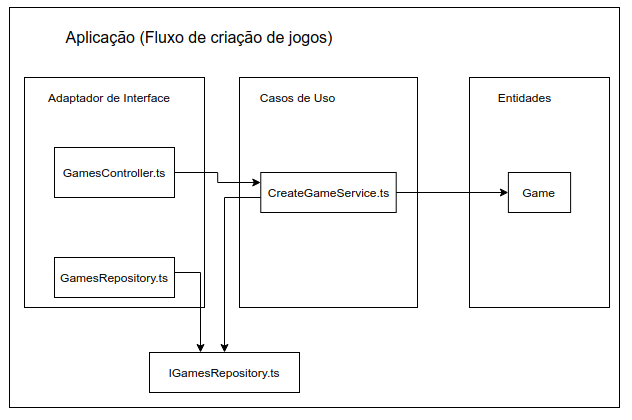 Aplicação (Fluxo de criação de jogos)
Adaptador de Interface
Casos de Uso
Entidades
GamesController.ts
CreateGameService.ts
Game
GamesRepository.ts
IGamesRepository.ts